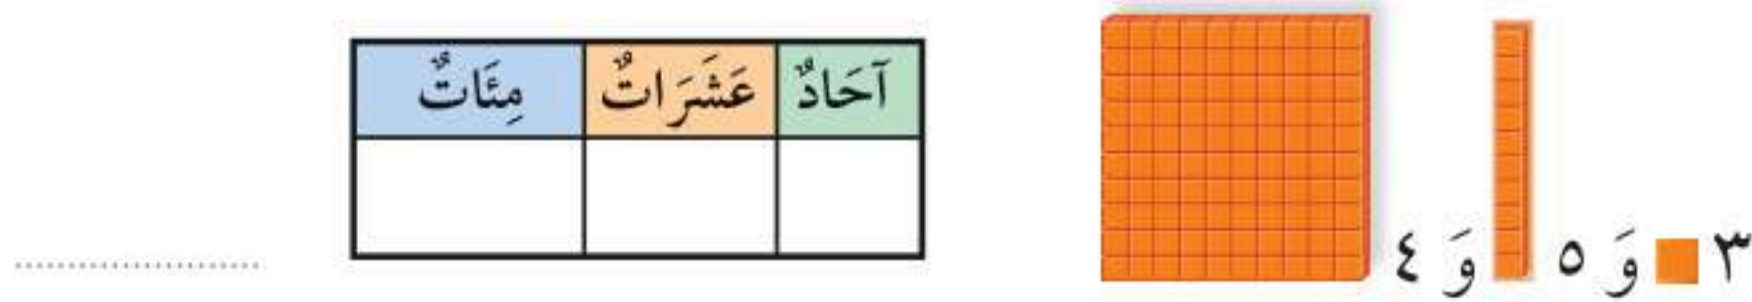 آحَادٌ عَشَرَاتٌ مِئَاتٌ
٣ وَ ٥ وَ ٤